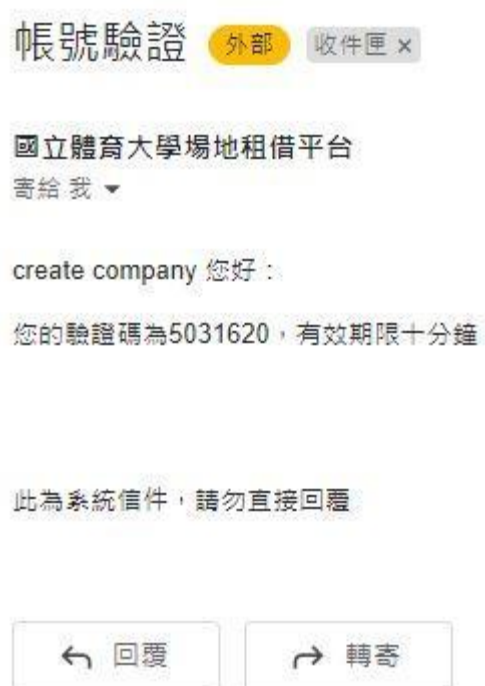 帳號驗證 外部 收件匣 ×
國立體育大學場地租借平台
寄給 我
create company 您好：
您的驗證碼為5031620，有效期限十分鐘
此為系統信件，請勿直接回覆
回覆 轉寄